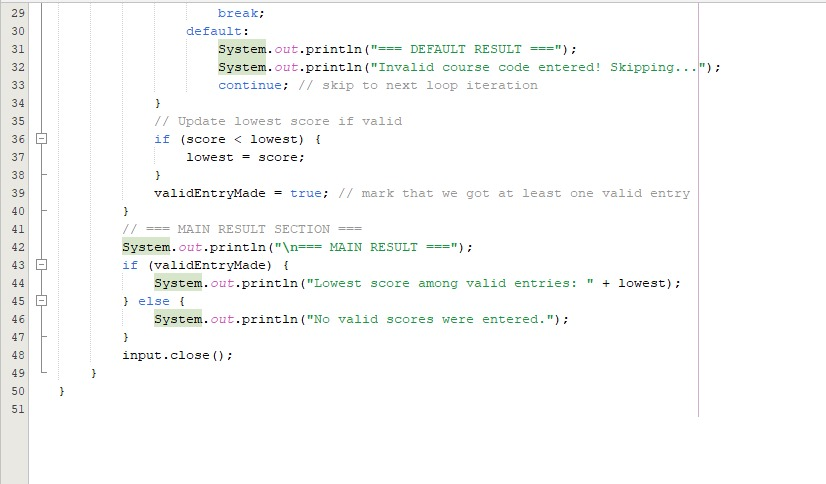 29 break;
30 default:
31 System.out.println("=== DEFAULT RESULT ===");
32 System.out.println("Invalid course code entered! Skipping...");
33 continue; // skip to next loop iteration
34 }
35 // Update lowest score if valid
36 if (score < lowest) {
37 lowest = score;
38 }
39 validEntryMade = true; // mark that we got at least one valid entry
40 }
41 // === MAIN RESULT SECTION ===
42 System.out.println("\n=== MAIN RESULT ===");
43 if (validEntryMade) {
44 System.out.println("Lowest score among valid entries: " + lowest);
45 } else {
46 System.out.println("No valid scores were entered.");
47 }
48 input.close();
49 }
50 }
51